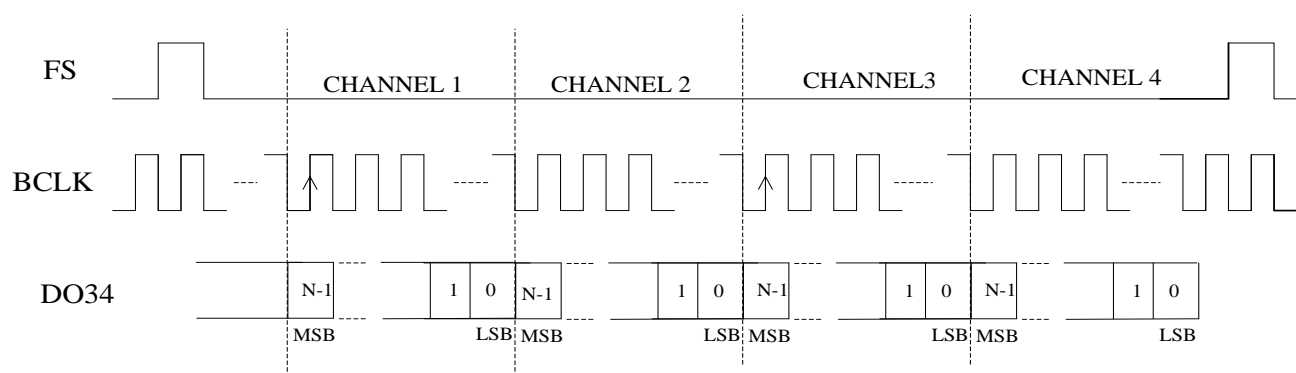 FS
CHANNEL 1 CHANNEL 2 CHANNEL3 CHANNEL 4
BCLK
DO34
N-1 1 0 N-1 1 0 N-1 1 0 N-1 1 0
MSB LSB MSB LSB MSB LSB MSB LSB